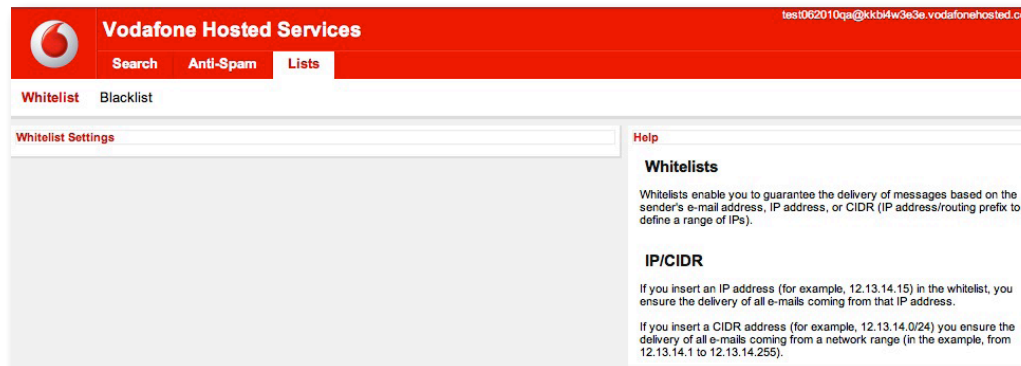 test062010qa@kkbi4w3e3e.vodafonehosted.co
Vodafone Hosted Services
Search Anti-Spam Lists
Whitelist Blacklist
Whitelist Settings
Help
Whitelists
Whitelists enable you to guarantee the delivery of messages based on the
sender's e-mail address, IP address, or CIDR (IP address/routing prefix to
define a range of IPs).
IP/CIDR
If you insert an IP address (for example, 12.13.14.15) in the whitelist, you
ensure the delivery of all e-mails coming from that IP address.
If you insert a CIDR address (for example, 12.13.14.0/24) you ensure the
delivery of all e-mails coming from a network range (in the example, from
12.13.14.1 to 12.13.14.255).